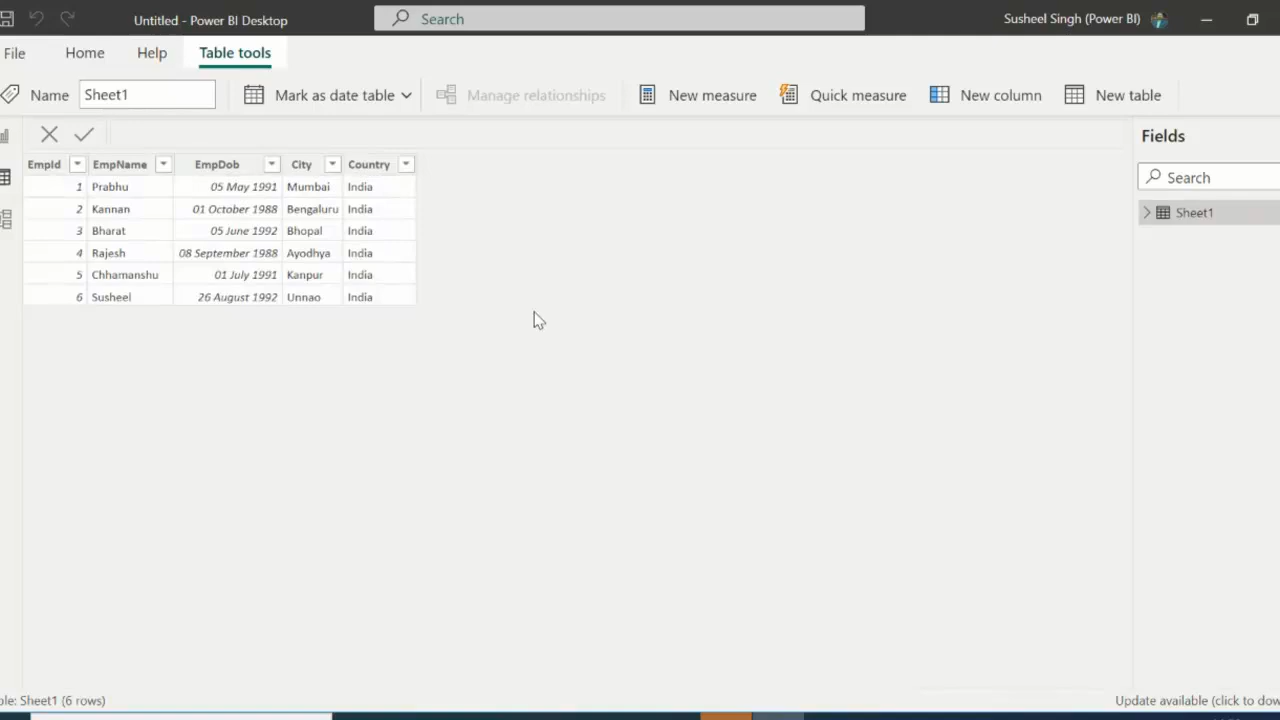 Untitled - Power BI Desktop
Search
Susheel Singh (Power BI)
File Home Help Table tools
Name Sheet1 Mark as date table Manage relationships New measure Quick measure New column New table
Fields
Search
Sheet1
EmpId EmpName EmpDob City Country
1 Prabhu 05 May 1991 Mumbai India
2 Kannan 01 October 1988 Bengaluru India
3 Bharat 05 June 1992 Bhopal India
4 Rajesh 08 September 1988 Ayodhya India
5 Chhamanshu 01 July 1991 Kanpur India
6 Susheel 26 August 1992 Unnao India
ble: Sheet1 (6 rows)
Update available (click to dow